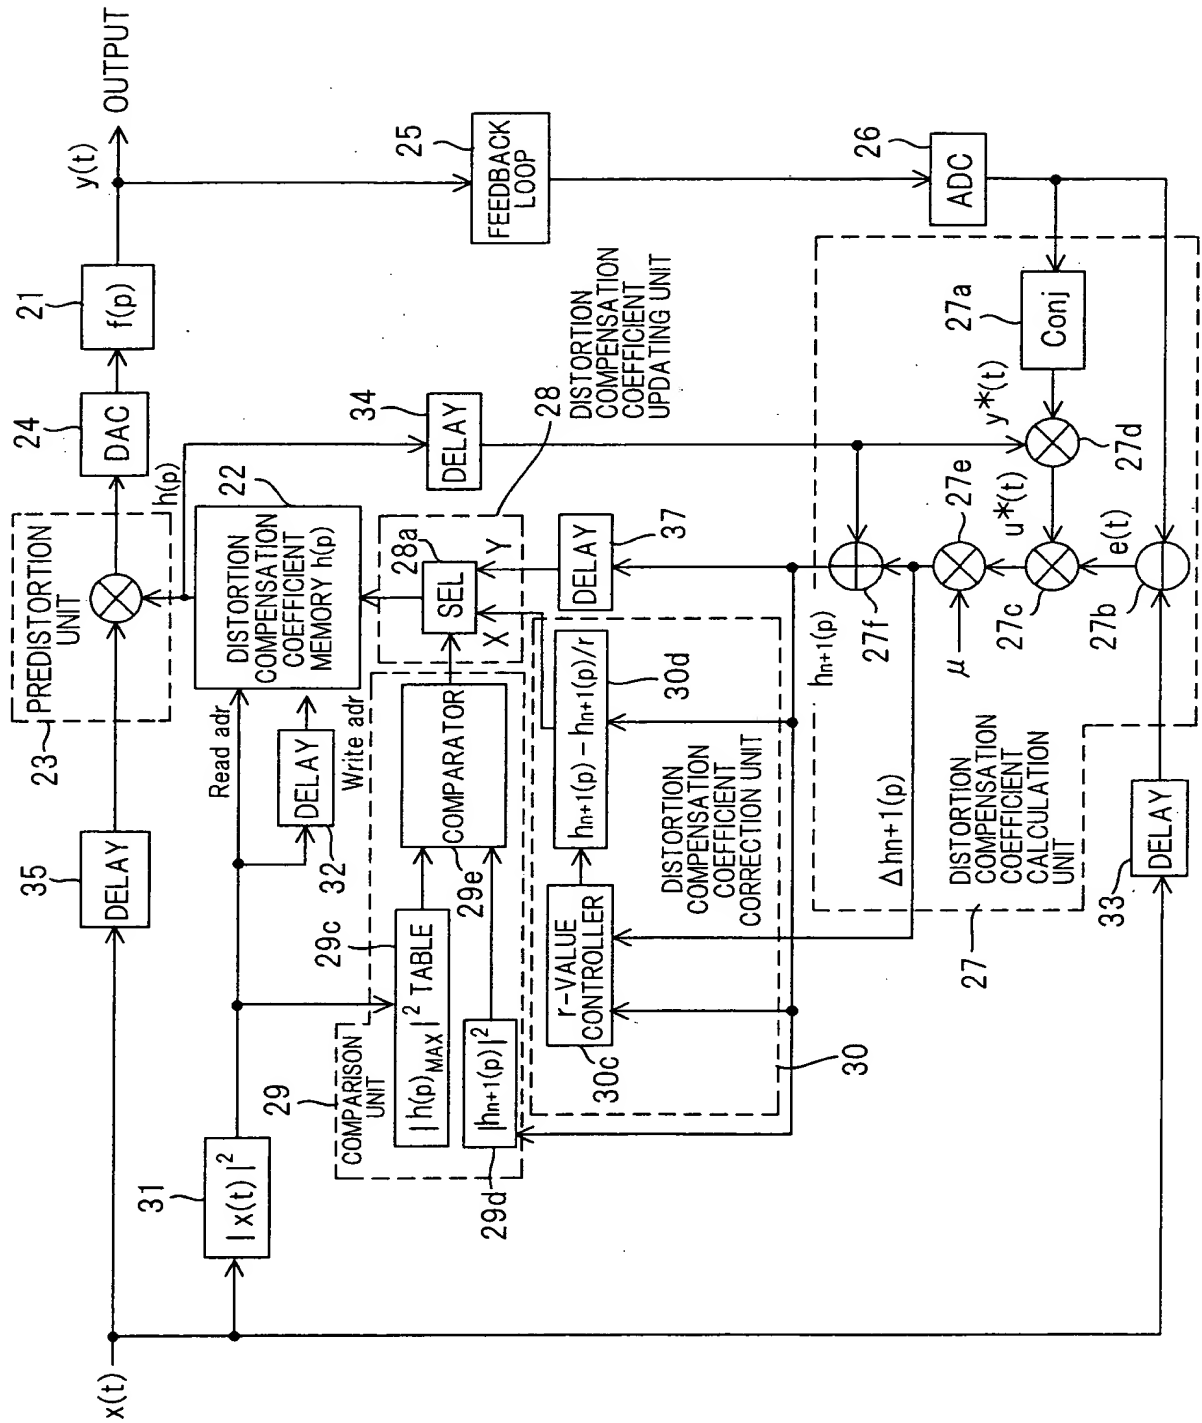 x(t)
35
DELAY
23
PREDISTORTION
UNIT
24
DAC
21
f(p)
y(t)
OUTPUT
31
|x(t)|²
Read adr
h(p)
22
DISTORTION
COMPENSATION
COEFFICIENT
MEMORY h(p)
DELAY
32
Write adr
34
DELAY
25
FEEDBACK
LOOP
29
COMPARISON
UNIT
29c
|h(p)MAX|² TABLE
COMPARATOR
29e
|hn+1(p)|²
29d
28a
SEL
X
Y
28
DISTORTION
COMPENSATION
COEFFICIENT
UPDATING UNIT
37
DELAY
r-VALUE
CONTROLLER
30c
hn+1(p) − hn+1(p)/r
30d
DISTORTION
COMPENSATION
COEFFICIENT
CORRECTION UNIT
30
26
ADC
hn+1(p)
27f
Δhn+1(p)
μ
27e
u*(t)
27c
y*(t)
27d
27a
Conj
e(t)
27b
27
DISTORTION
COMPENSATION
COEFFICIENT
CALCULATION
UNIT
33
DELAY